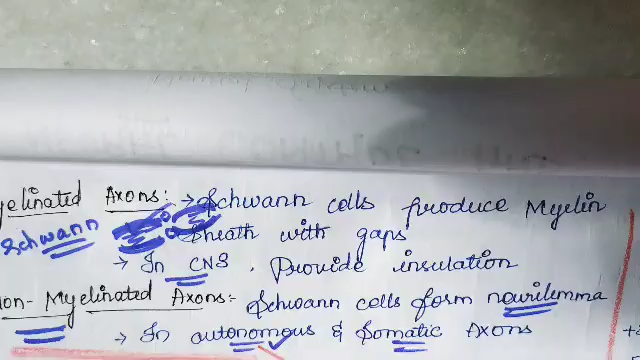 yelinated Axons: → Schwann cells produce Myelin
Schwann Sheath with gaps
→ In CNS, Provide insulation
on-Myelinated Axons:- Schwann cells form neurilemma
→ In autonomous & Somatic Axons